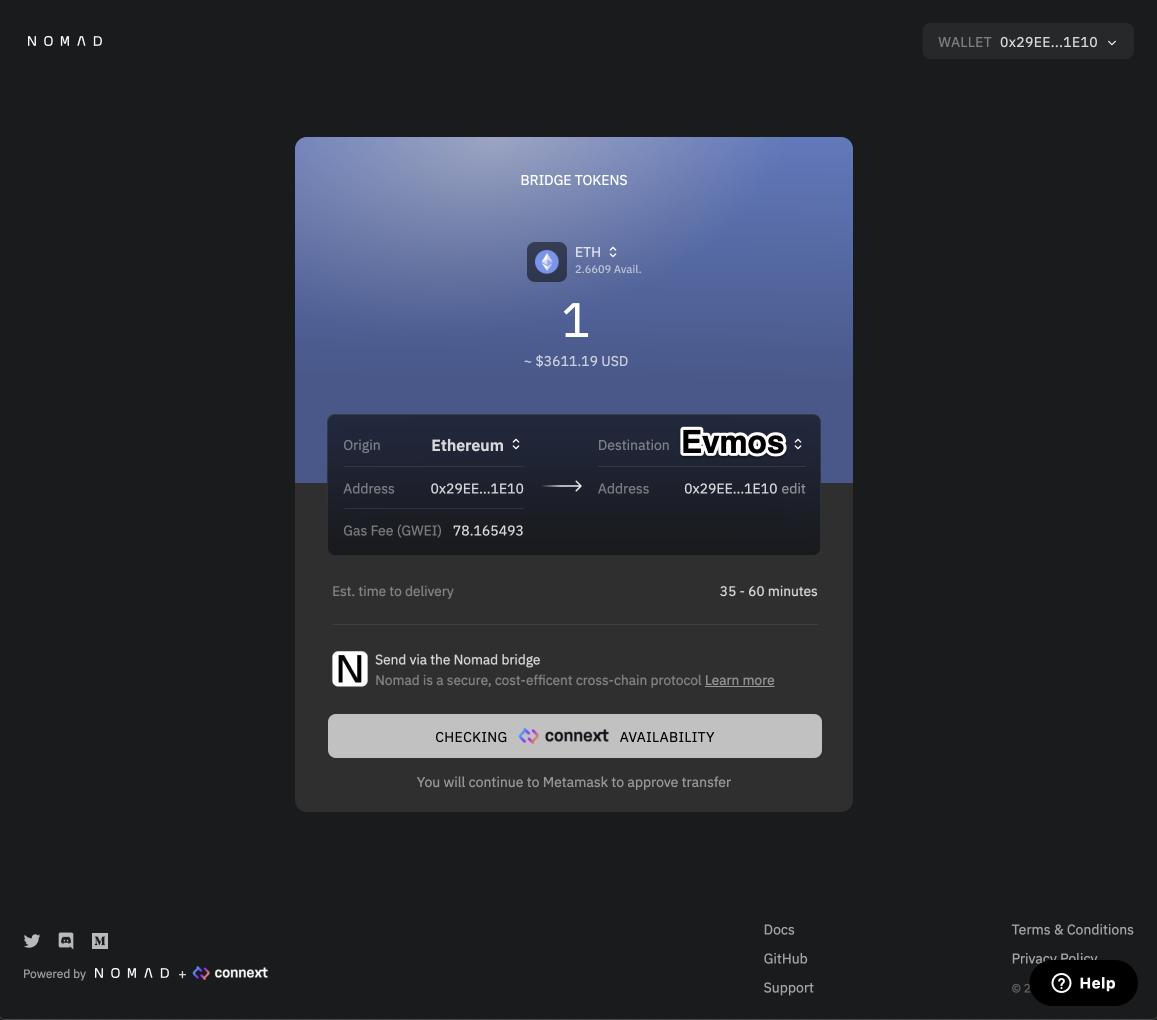 NOMAD
WALLET 0x29EE...1E10
BRIDGE TOKENS
ETH
2.6609 Avail.
1
~ $3611.19 USD
Origin Ethereum
Destination Evmos
Address 0x29EE...1E10
Address 0x29EE...1E10 edit
Gas Fee (GWEI) 78.165493
Est. time to delivery 35 - 60 minutes
N
Send via the Nomad bridge
Nomad is a secure, cost-efficent cross-chain protocol Learn more
CHECKING connext AVAILABILITY
You will continue to Metamask to approve transfer
M
Powered by NOMAD + connext
Docs
GitHub
Support
Terms & Conditions
Privacy Policy
© 2
Help